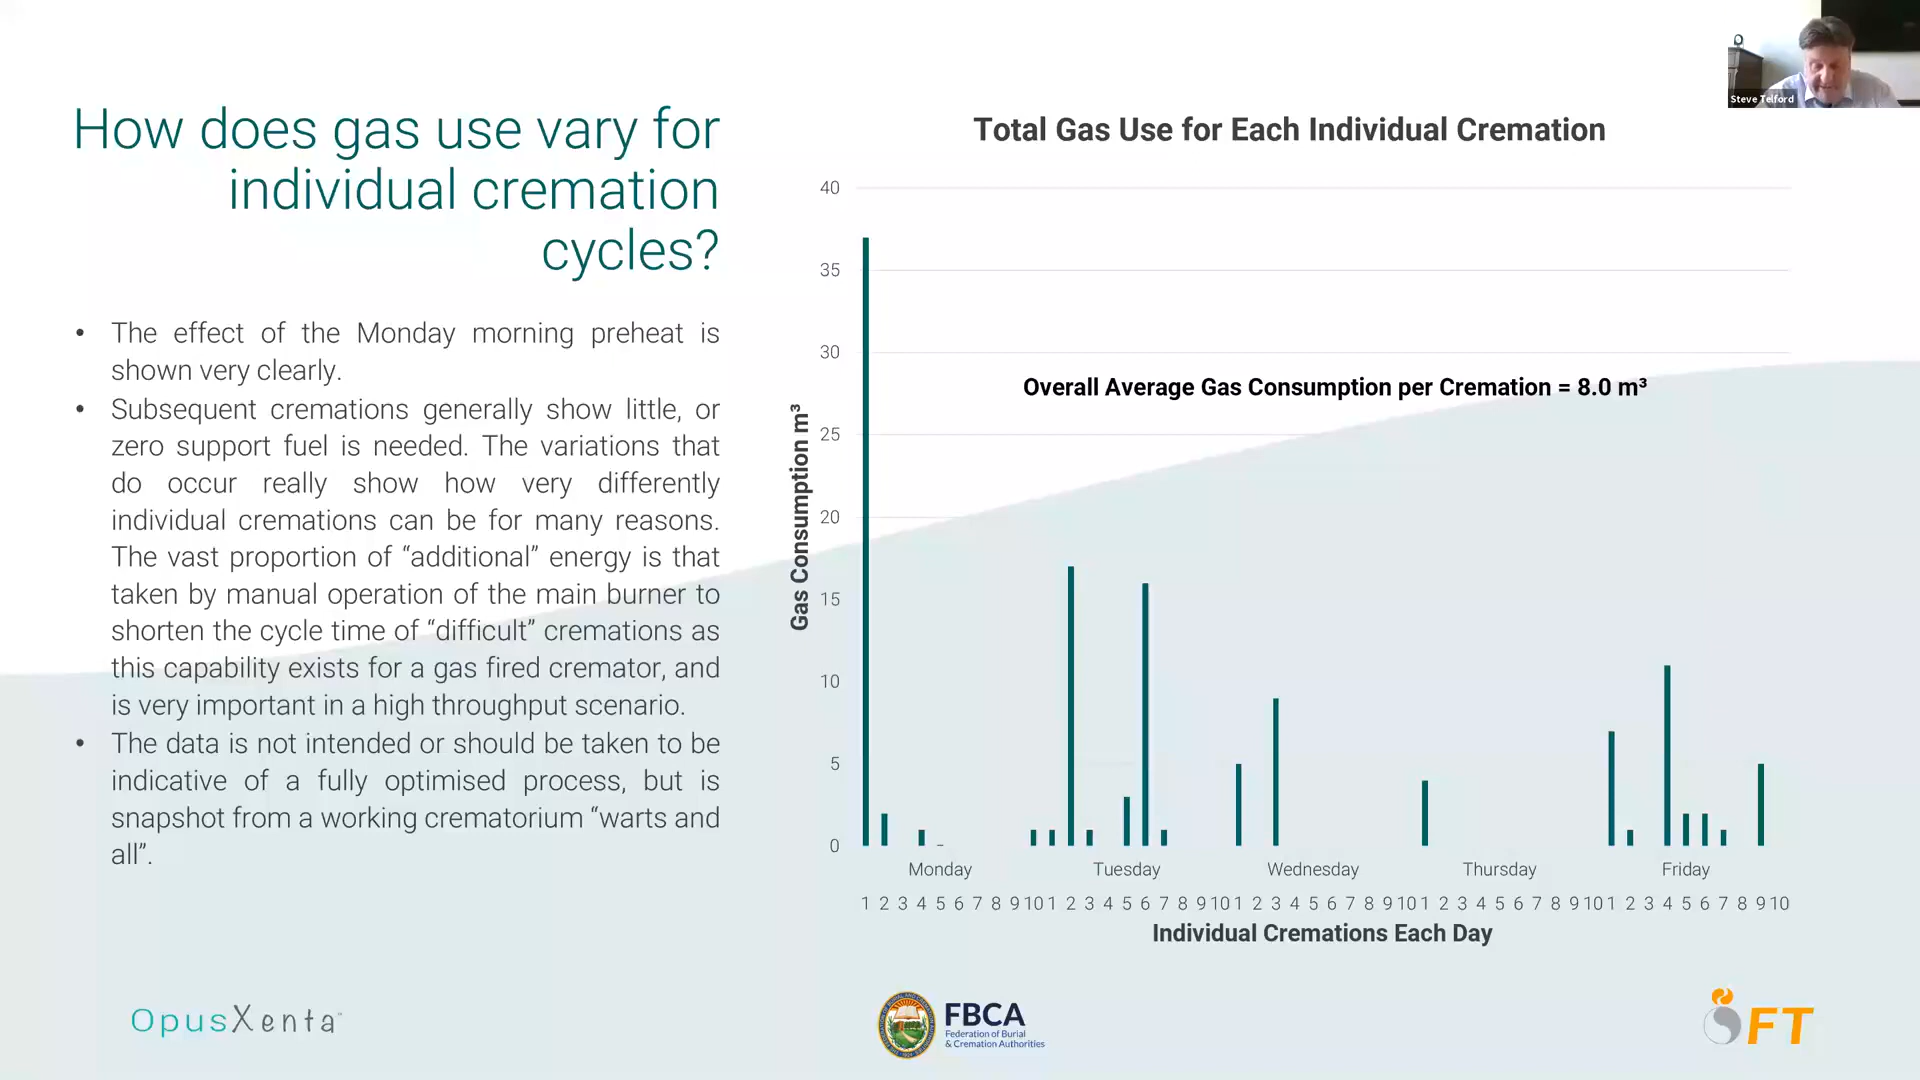 Steve Telford
How does gas use vary for
individual cremation
cycles?
• The effect of the Monday morning preheat is
shown very clearly.
• Subsequent cremations generally show little, or
zero support fuel is needed. The variations that
do occur really show how very differently
individual cremations can be for many reasons.
The vast proportion of “additional” energy is that
taken by manual operation of the main burner to
shorten the cycle time of “difficult” cremations as
this capability exists for a gas fired cremator, and
is very important in a high throughput scenario.
• The data is not intended or should be taken to be
indicative of a fully optimised process, but is
snapshot from a working crematorium “warts and
all”.
Total Gas Use for Each Individual Cremation
Overall Average Gas Consumption per Cremation = 8.0 m³
Gas Consumption m³
40
35
30
25
20
15
10
5
0
Monday Tuesday Wednesday Thursday Friday
1 2 3 4 5 6 7 8 9 10 1 2 3 4 5 6 7 8 9 10 1 2 3 4 5 6 7 8 9 10 1 2 3 4 5 6 7 8 9 10 1 2 3 4 5 6 7 8 9 10
Individual Cremations Each Day
OpusXenta
FBCA
Federation of Burial
& Cremation Authorities
FT